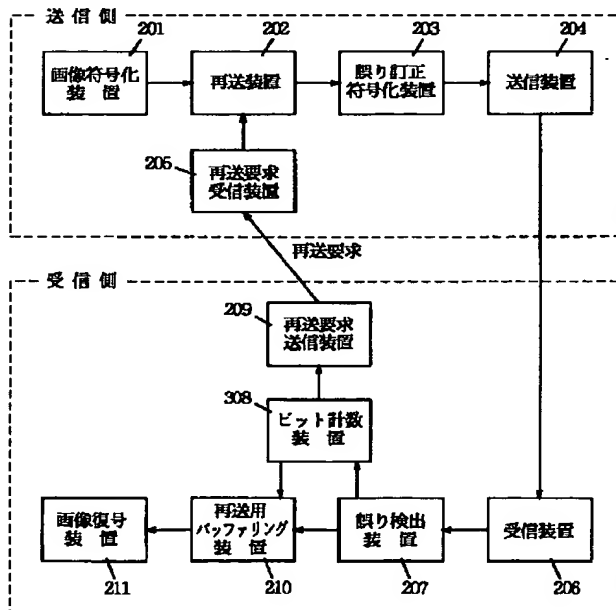 送信側
201
202
203
204
画像符号化
装置
再送装置
誤り訂正
符号化装置
送信装置
205
再送要求
受信装置
再送要求
受信側
209
再送要求
送信装置
308
ビット計数
装置
画像復号
装置
再送用
バッファリング
装置
誤り検出
装置
受信装置
211
210
207
206